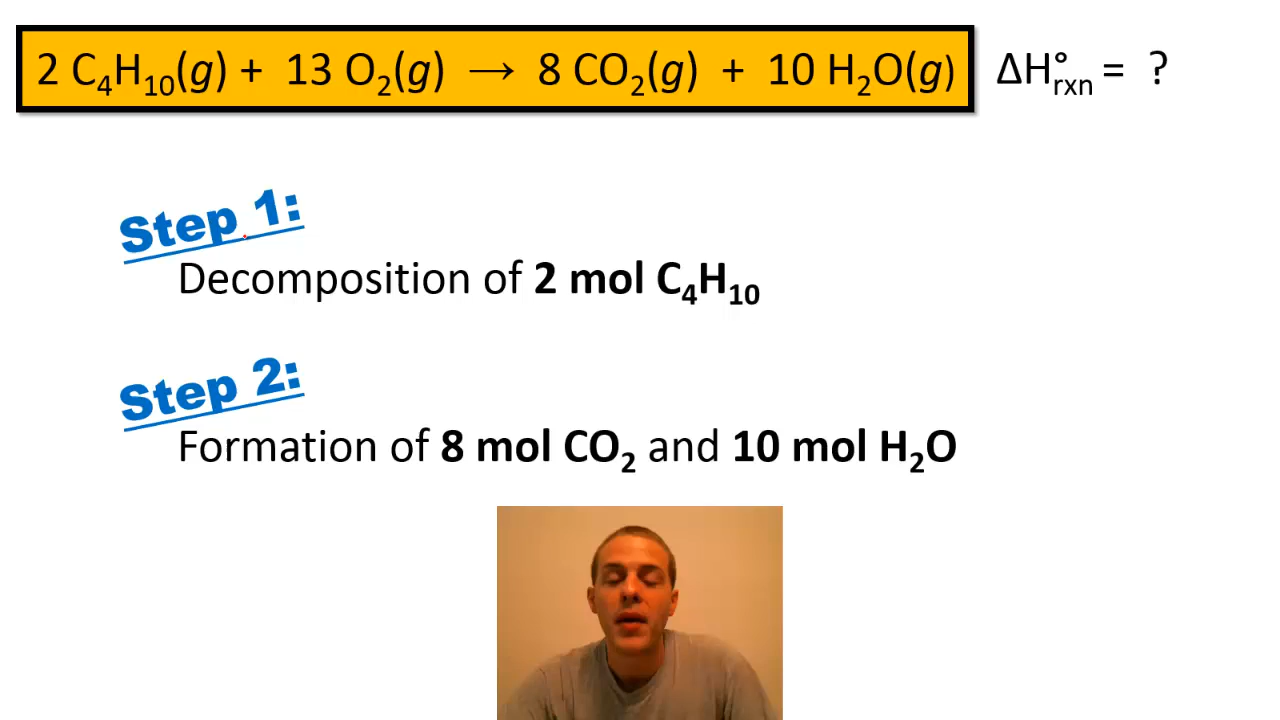 2 C₄H₁₀(g) + 13 O₂(g) → 8 CO₂(g) + 10 H₂O(g) ΔH°rxn = ?
Step 1:
Decomposition of 2 mol C₄H₁₀
Step 2:
Formation of 8 mol CO₂ and 10 mol H₂O